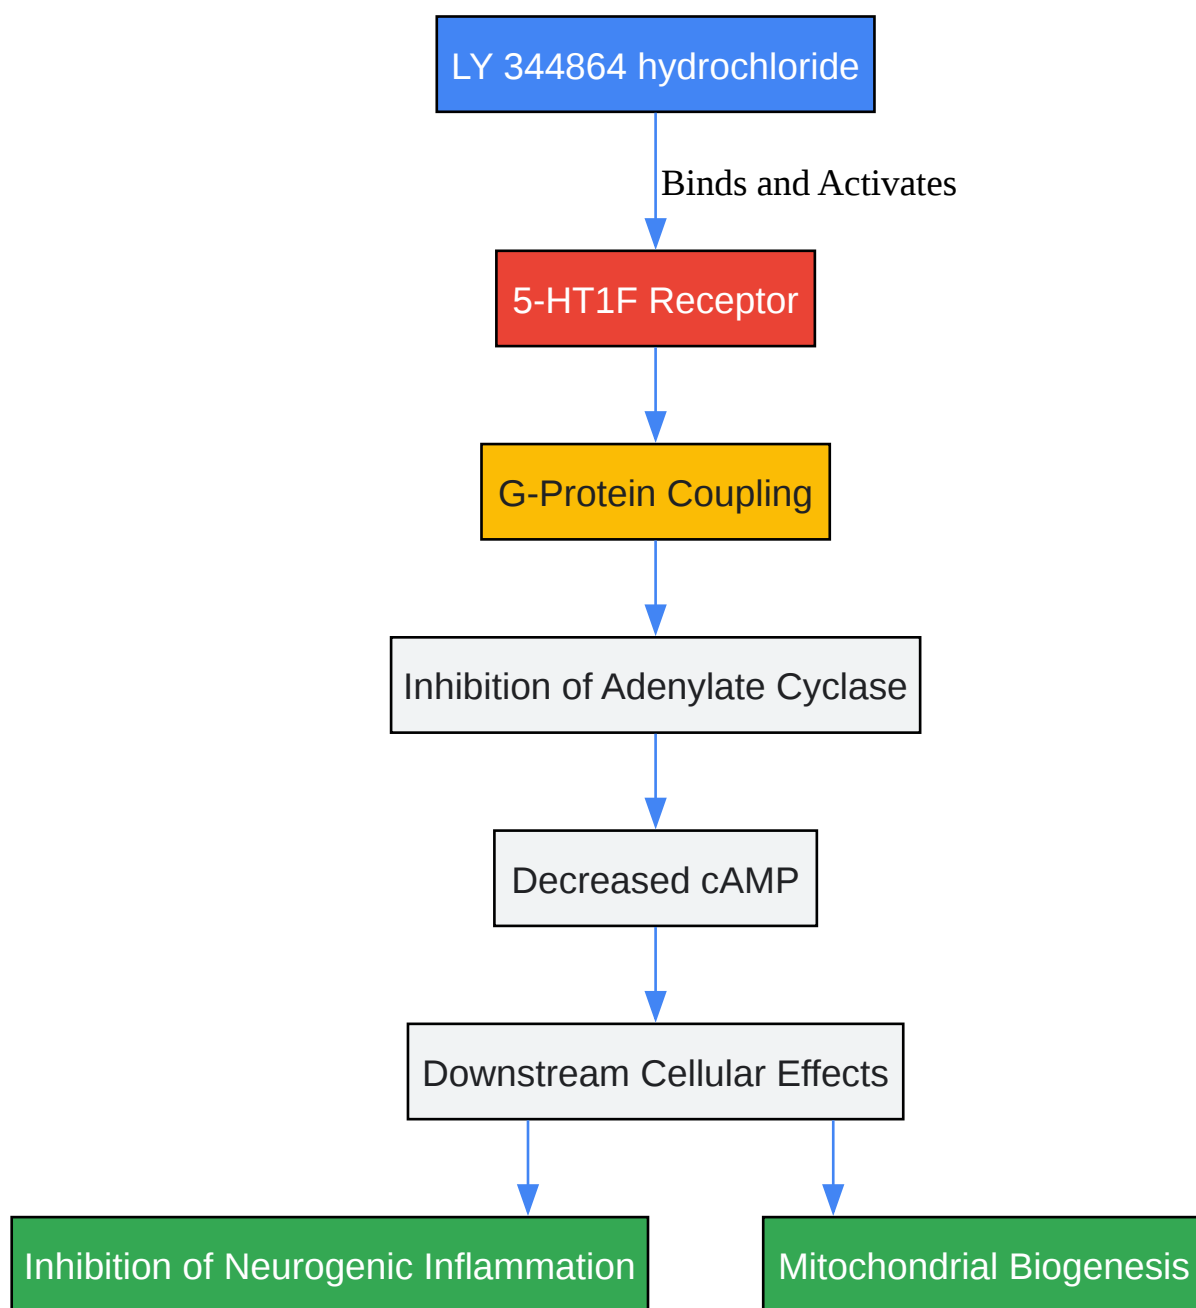 LY 344864 hydrochloride
Binds and Activates
5-HT1F Receptor
G-Protein Coupling
Inhibition of Adenylate Cyclase
Decreased cAMP
Downstream Cellular Effects
Inhibition of Neurogenic Inflammation
Mitochondrial Biogenesis